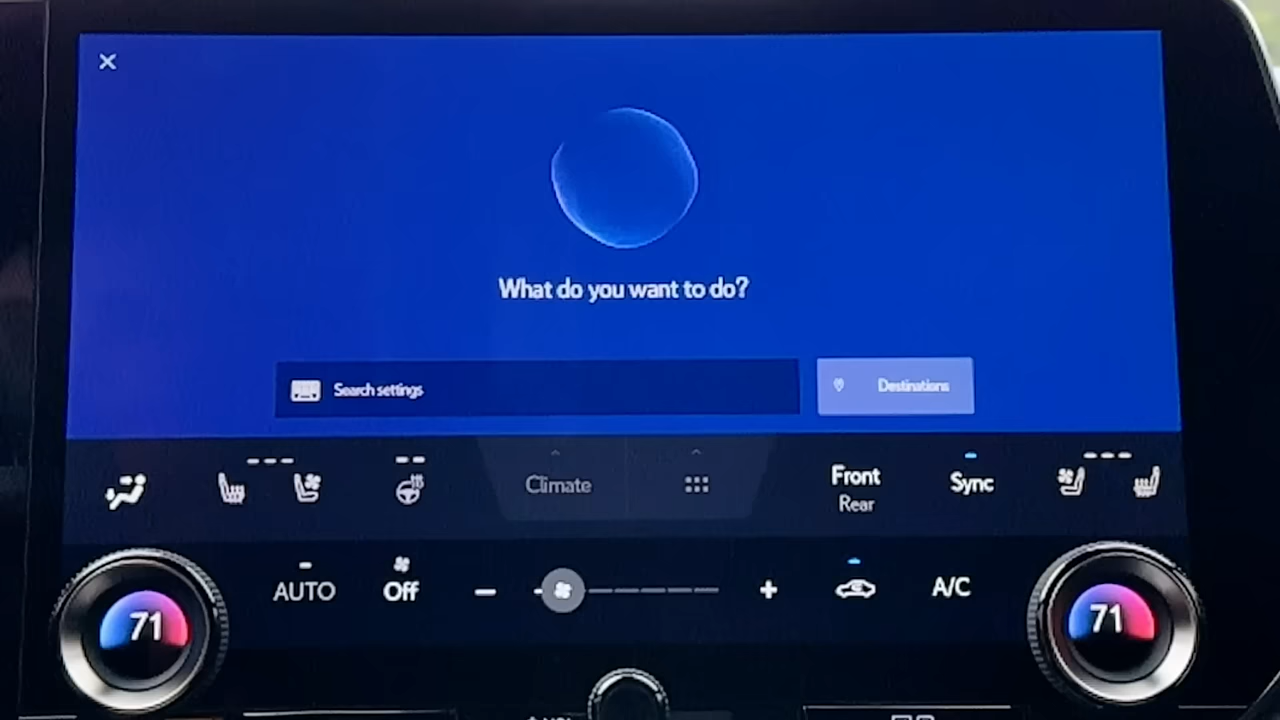 What do you want to do?
Search settings
Destinations
Climate
Front
Rear
Sync
AUTO
Off
A/C
71
71